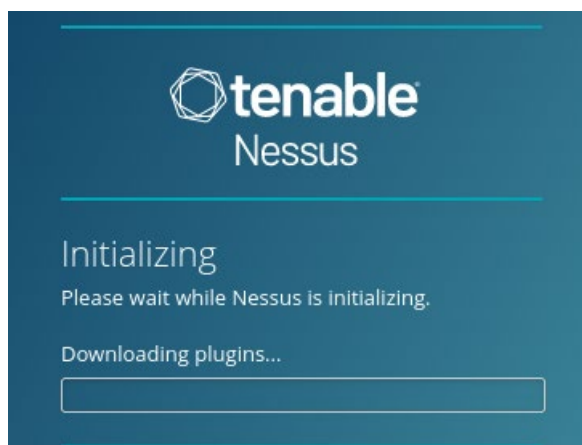 tenable
Nessus
Initializing
Please wait while Nessus is initializing.
Downloading plugins...